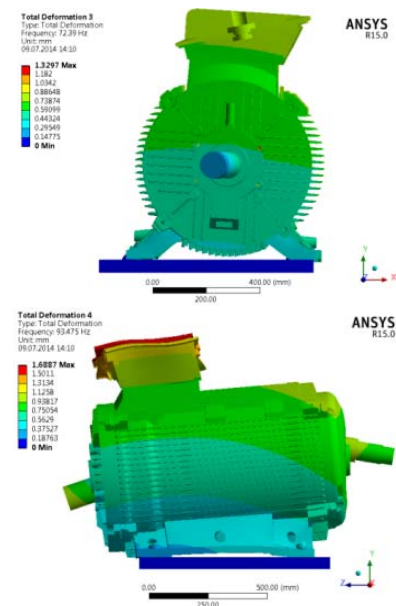 Total Deformation 3
Type: Total Deformation
Frequency: 72.39 Hz
Unit: mm
09.07.2014 14:10
1.3297 Max
1.182
1.0342
0.88648
0.73874
0.59099
0.44324
0.29549
0.14775
0 Min
ANSYS
R15.0
Y
X
0.00
400.00 (mm)
200.00
Total Deformation 4
Type: Total Deformation
Frequency: 93.475 Hz
Unit: mm
09.07.2014 14:10
1.6887 Max
1.5011
1.3134
1.1258
0.93817
0.75054
0.5629
0.37527
0.18763
0 Min
ANSYS
R15.0
Y
Z
X
0.00
500.00 (mm)
250.00